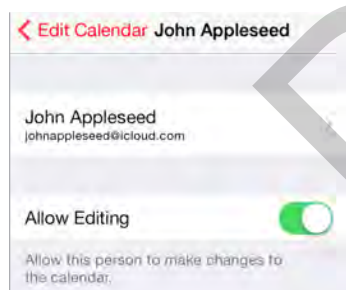 Edit Calendar John Appleseed
John Appleseed
johnappleseed@icloud.com
Allow Editing
Allow this person to make changes to
the calendar.